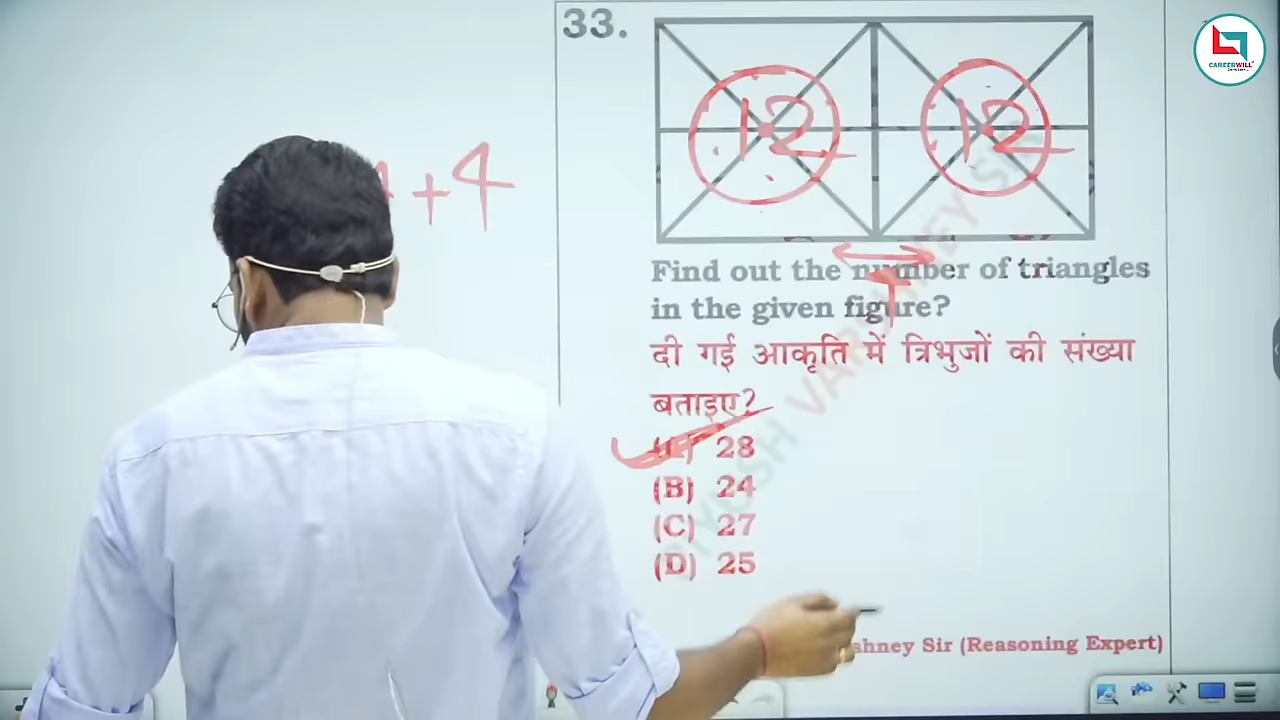 33.
12 12
+4
Find out the number of triangles
in the given figure?
दी गई आकृति में त्रिभुजों की संख्या
बताइए?
28
(B) 24
(C) 27
(D) 25
shney Sir (Reasoning Expert)
CAREERWILL